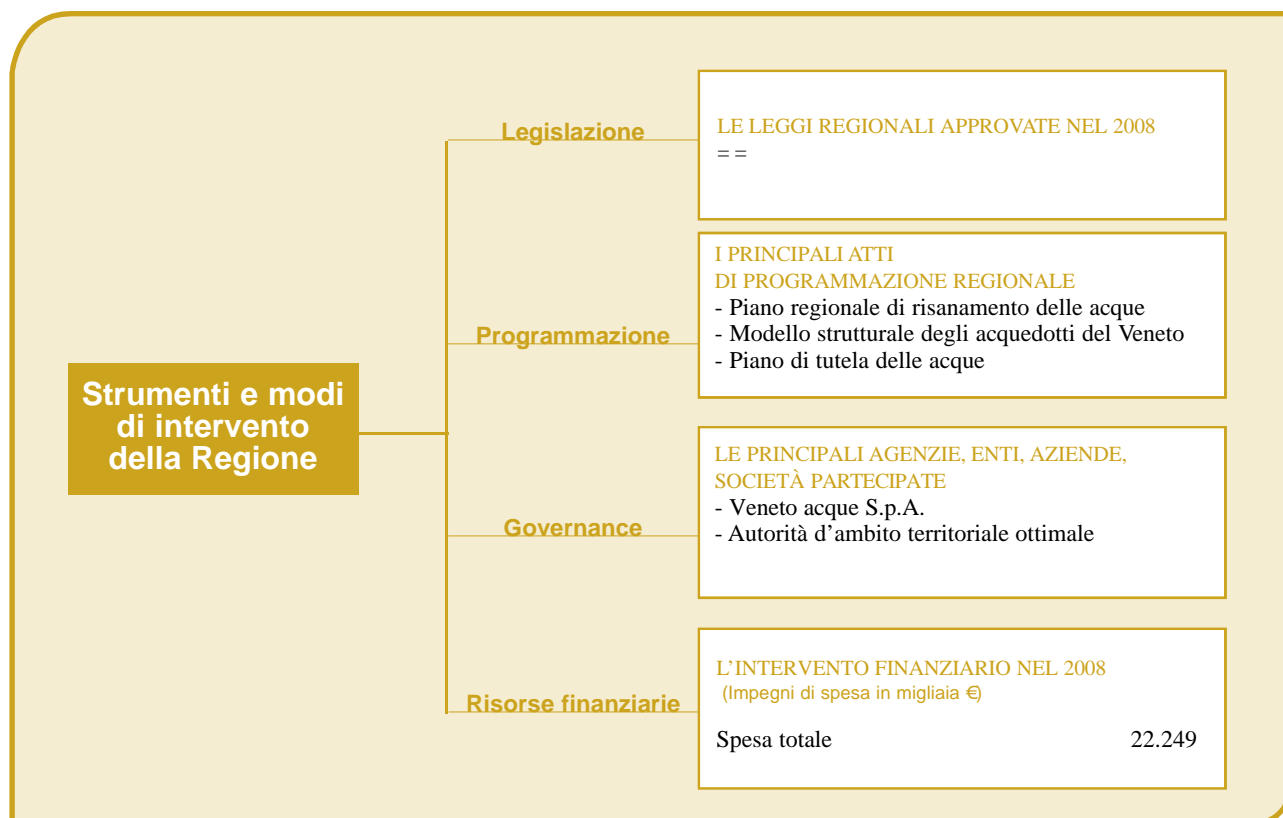 Strumenti e modi
di intervento
della Regione
Legislazione
LE LEGGI REGIONALI APPROVATE NEL 2008
= =
Programmazione
I PRINCIPALI ATTI
DI PROGRAMMAZIONE REGIONALE
- Piano regionale di risanamento delle acque
- Modello strutturale degli acquedotti del Veneto
- Piano di tutela delle acque
Governance
LE PRINCIPALI AGENZIE, ENTI, AZIENDE,
SOCIETÀ PARTECIPATE
- Veneto acque S.p.A.
- Autorità d’ambito territoriale ottimale
Risorse finanziarie
L’INTERVENTO FINANZIARIO NEL 2008
(Impegni di spesa in migliaia €)
Spesa totale 22.249